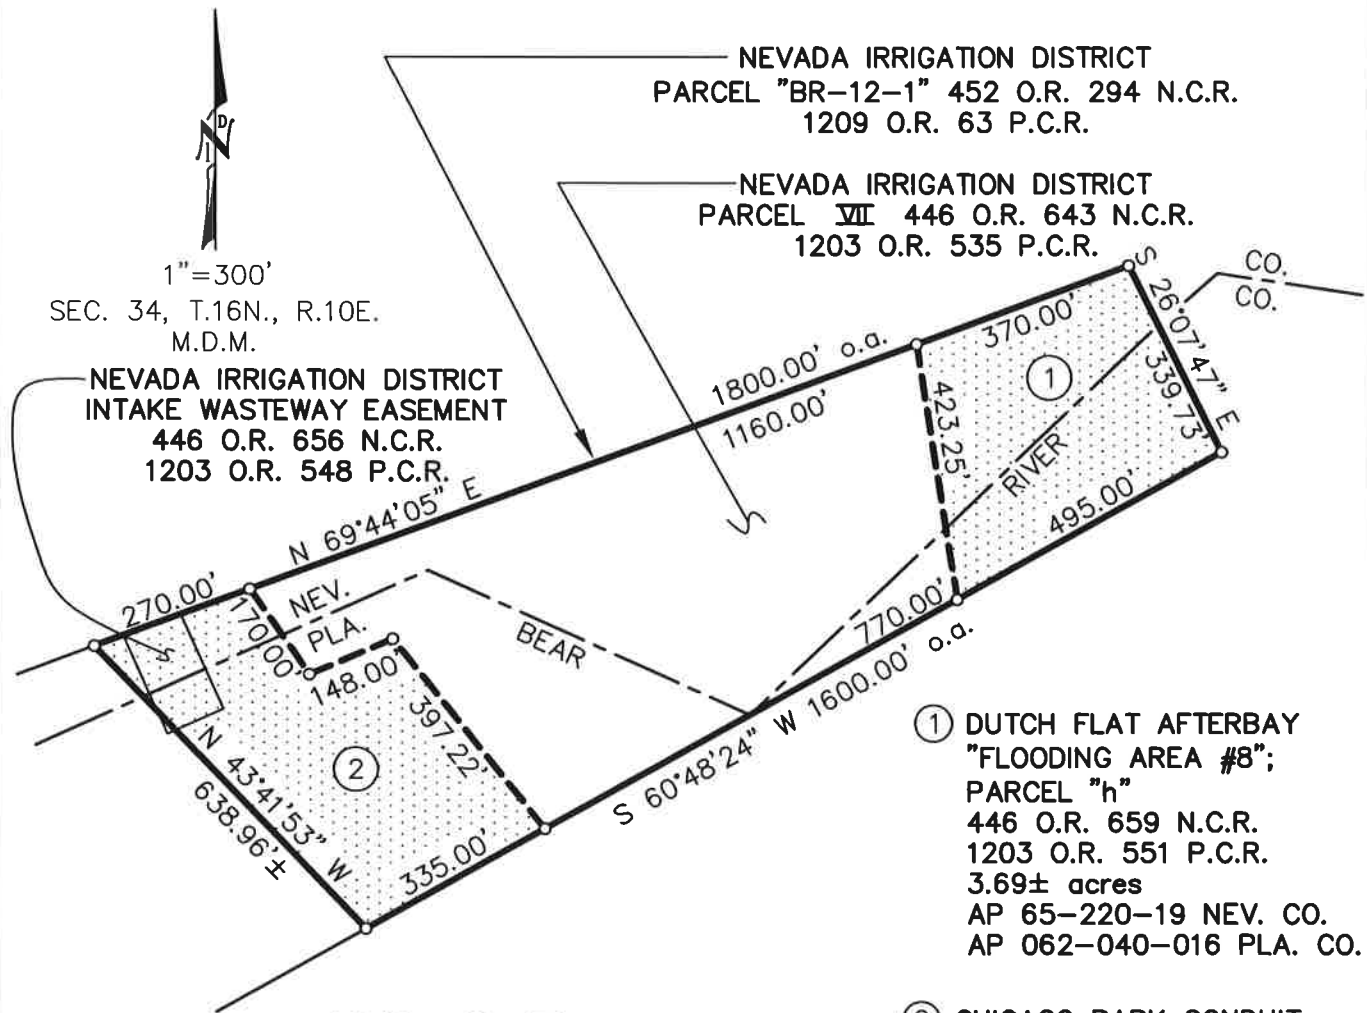 NEVADA IRRIGATION DISTRICT
PARCEL "BR-12-1" 452 O.R. 294 N.C.R.
1209 O.R. 63 P.C.R.
NEVADA IRRIGATION DISTRICT
PARCEL VII 446 O.R. 643 N.C.R.
1203 O.R. 535 P.C.R.
NID
1"=300'
SEC. 34, T.16N., R.10E.
M.D.M.
NEVADA IRRIGATION DISTRICT
INTAKE WASTEWAY EASEMENT
446 O.R. 656 N.C.R.
1203 O.R. 548 P.C.R.
CO.
CO.
S 26°07'47" E
339.73'
370.00'
1
1800.00' o.a.
1160.00'
423.25'
RIVER
495.00'
N 69°44'05" E
270.00'
170.00'
NEV.
PLA.
148.00'
BEAR
770.00'
397.22'
2
N 43°41'53" W
638.96'±
335.00'
S 60°48'24" W 1600.00' o.a.
1 DUTCH FLAT AFTERBAY
"FLOODING AREA #8";
PARCEL "h"
446 O.R. 659 N.C.R.
1203 O.R. 551 P.C.R.
3.69± acres
AP 65-220-19 NEV. CO.
AP 062-040-016 PLA. CO.
2 CHICAGO PARK CONDUIT